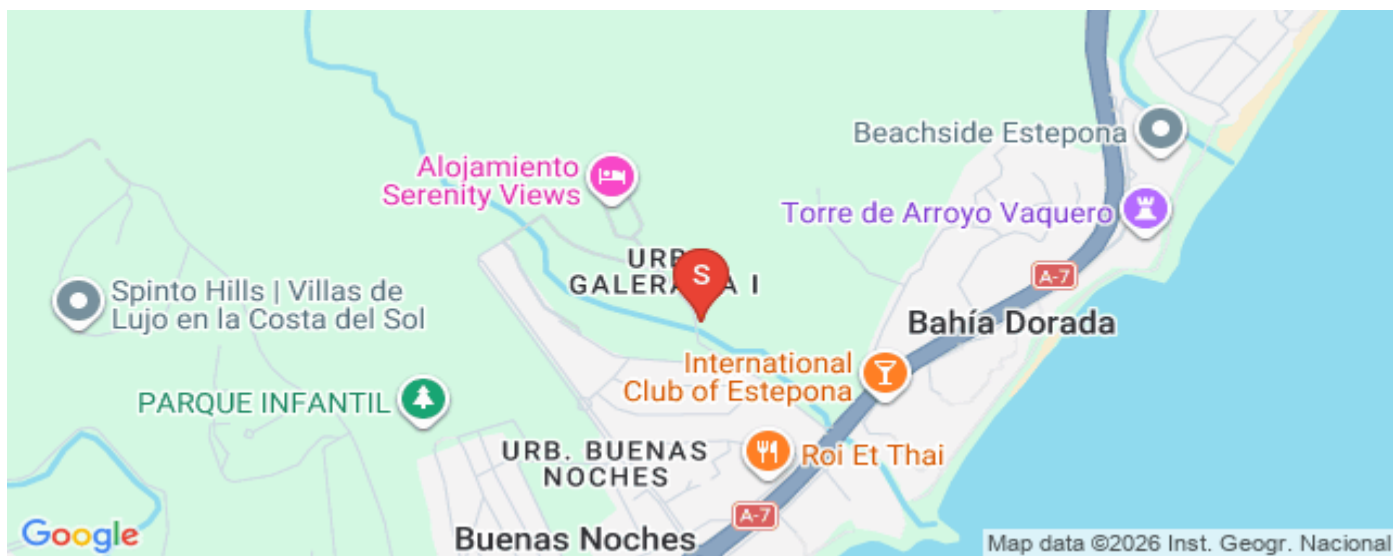 Beachside Estepona
Alojamiento
Serenity Views
Torre de Arroyo Vaquero
URB.
GALERA I
S
A-7
Spinto Hills | Villas de
Lujo en la Costa del Sol
Bahía Dorada
International
Club of Estepona
PARQUE INFANTIL
URB. BUENAS
NOCHES
Roi Et Thai
A-7
Google
Buenas Noches
Map data ©2026 Inst. Geogr. Nacional